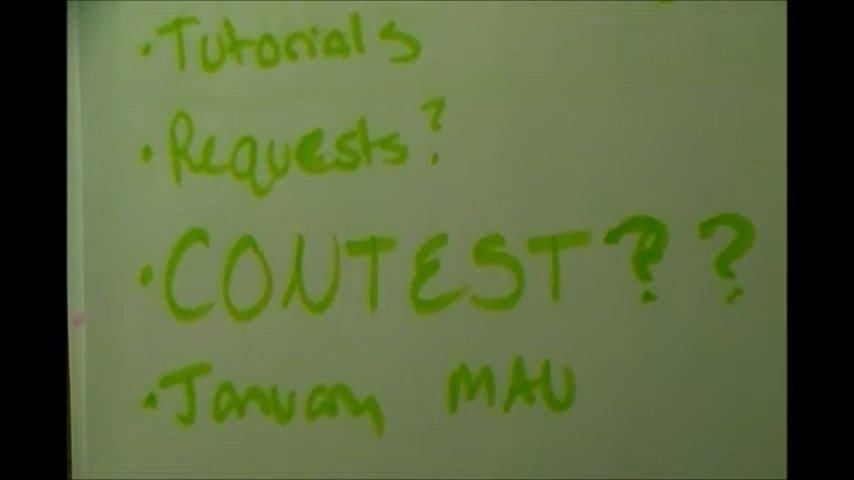 • Tutorials
• Requests?
• CONTEST??
• January MAU